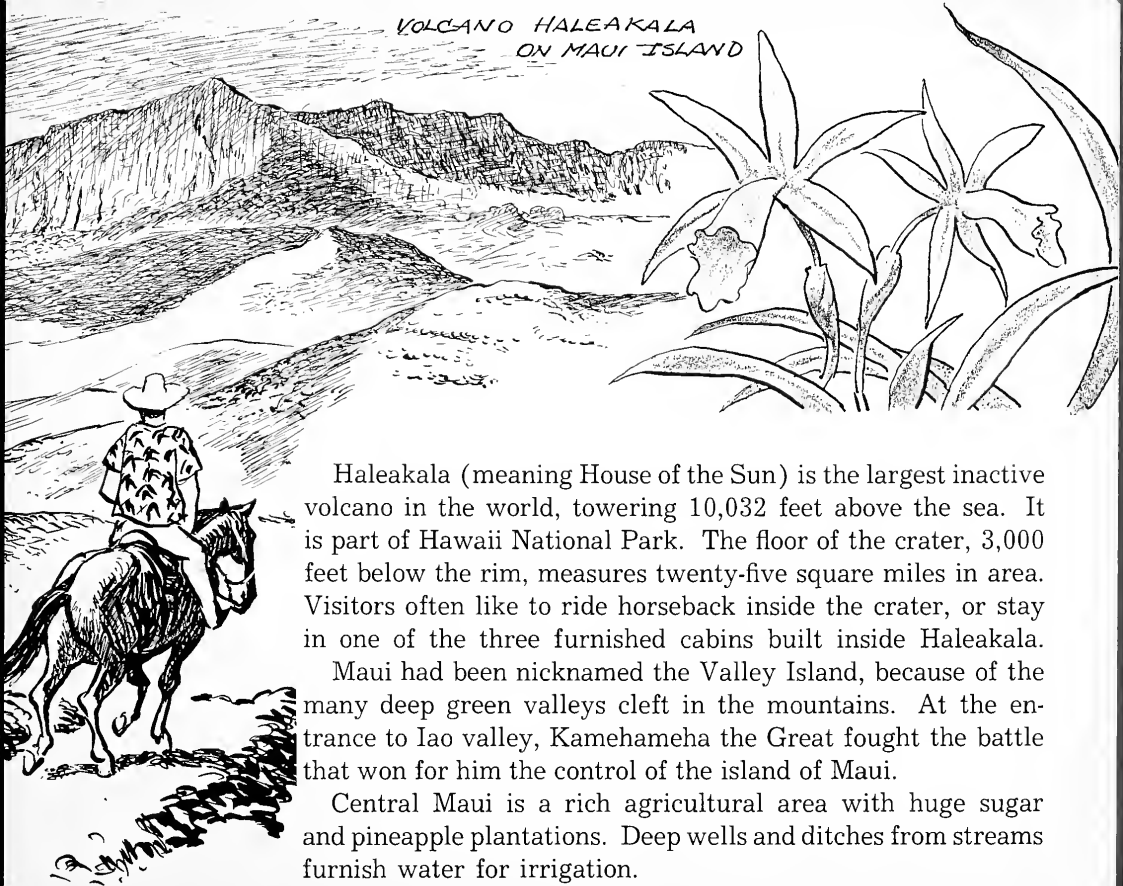 VOLCANO HALEAKALA
ON MAUI ISLAND
Haleakala (meaning House of the Sun) is the largest inactive
volcano in the world, towering 10,032 feet above the sea. It
is part of Hawaii National Park. The floor of the crater, 3,000
feet below the rim, measures twenty-five square miles in area.
Visitors often like to ride horseback inside the crater, or stay
in one of the three furnished cabins built inside Haleakala.
Maui had been nicknamed the Valley Island, because of the
many deep green valleys cleft in the mountains. At the en-
trance to Iao valley, Kamehameha the Great fought the battle
that won for him the control of the island of Maui.
Central Maui is a rich agricultural area with huge sugar
and pineapple plantations. Deep wells and ditches from streams
furnish water for irrigation.